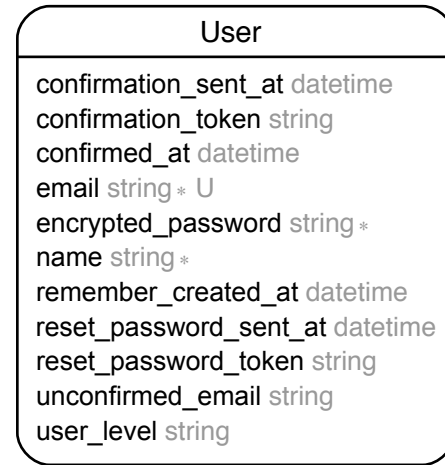 User
confirmation_sent_at datetime
confirmation_token string
confirmed_at datetime
email string ∗ U
encrypted_password string ∗
name string ∗
remember_created_at datetime
reset_password_sent_at datetime
reset_password_token string
unconfirmed_email string
user_level string